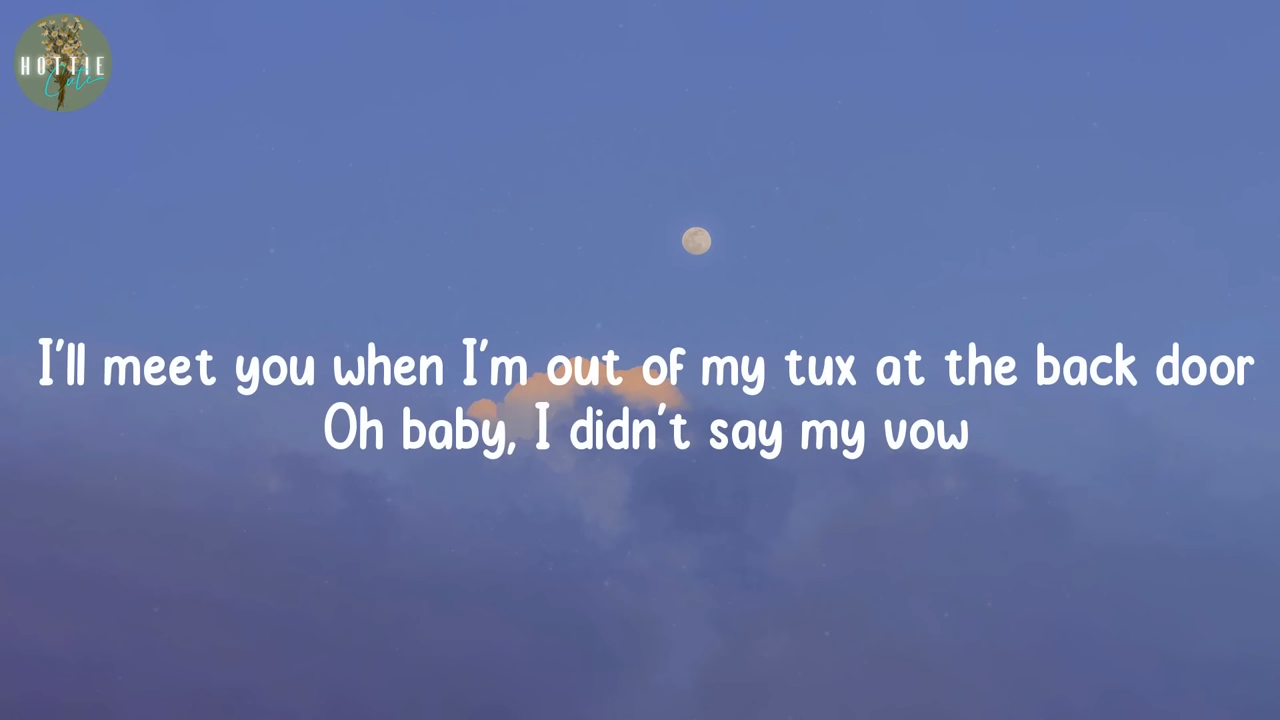 HOTTIE
Cute
I'll meet you when I'm out of my tux at the back door
Oh baby, I didn't say my vow